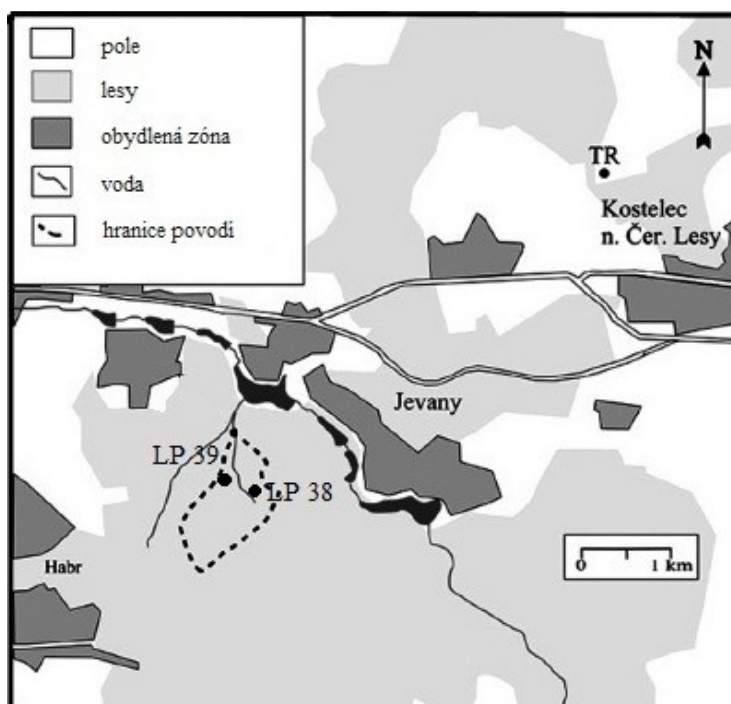 pole
lesy
obydlená zóna
voda
hranice povodí
N
TR
Kostelec
n. Čer. Lesy
Jevany
LP 39
LP 38
Habr
0 1 km